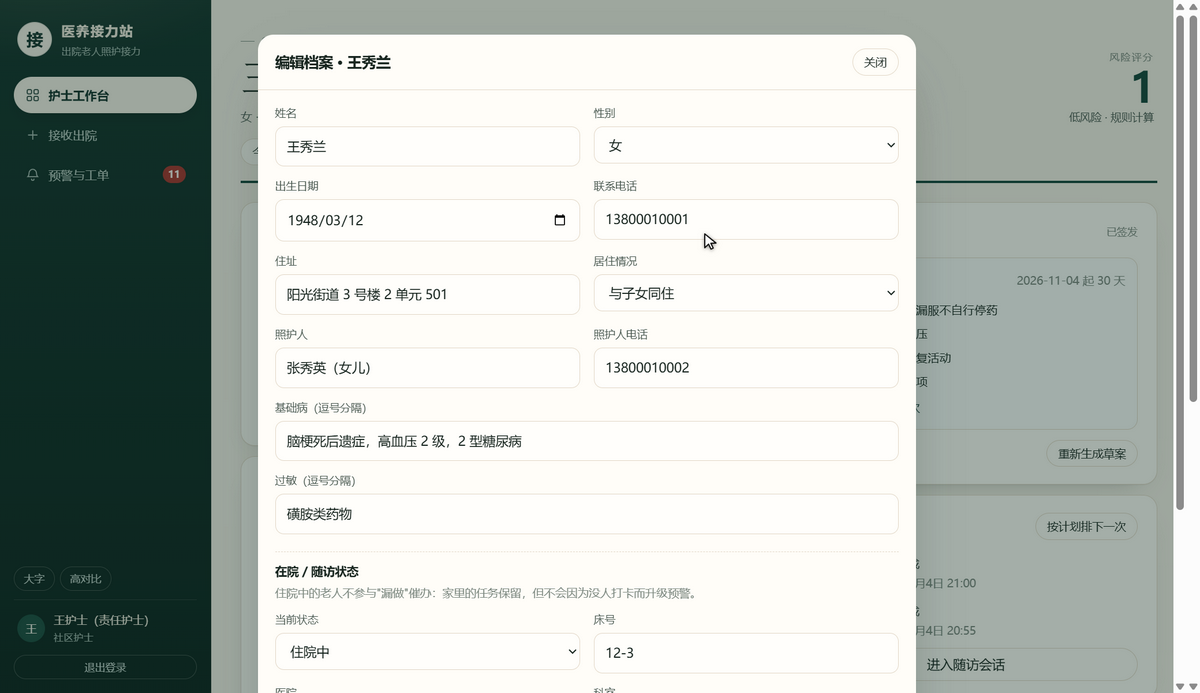 接
医养接力站
出院老人照护接力
护士工作台
接收出院
预警与工单
11
大字
高对比
王
王护士（责任护士）
社区护士
退出登录
女
风险评分
1
低风险 · 规则计算
编辑档案 · 王秀兰
关闭
姓名
性别
王秀兰
女
出生日期
联系电话
1948/03/12
13800010001
住址
居住情况
阳光街道 3 号楼 2 单元 501
与子女同住
照护人
照护人电话
张秀英（女儿）
13800010002
基础病（逗号分隔）
脑梗死后遗症，高血压 2 级，2 型糖尿病
过敏（逗号分隔）
磺胺类药物
在院 / 随访状态
住院中的老人不参与"漏做"催办：家里的任务保留，但不会因为没人打卡而升级预警。
当前状态
床号
住院中
12-3
医院
科室
已签发
2026-11-04 起 30 天
漏服不自行停药
压
复活动
项
次
重新生成草案
按计划排下一次
成
月4日 21:00
成
月4日 20:55
进入随访会话